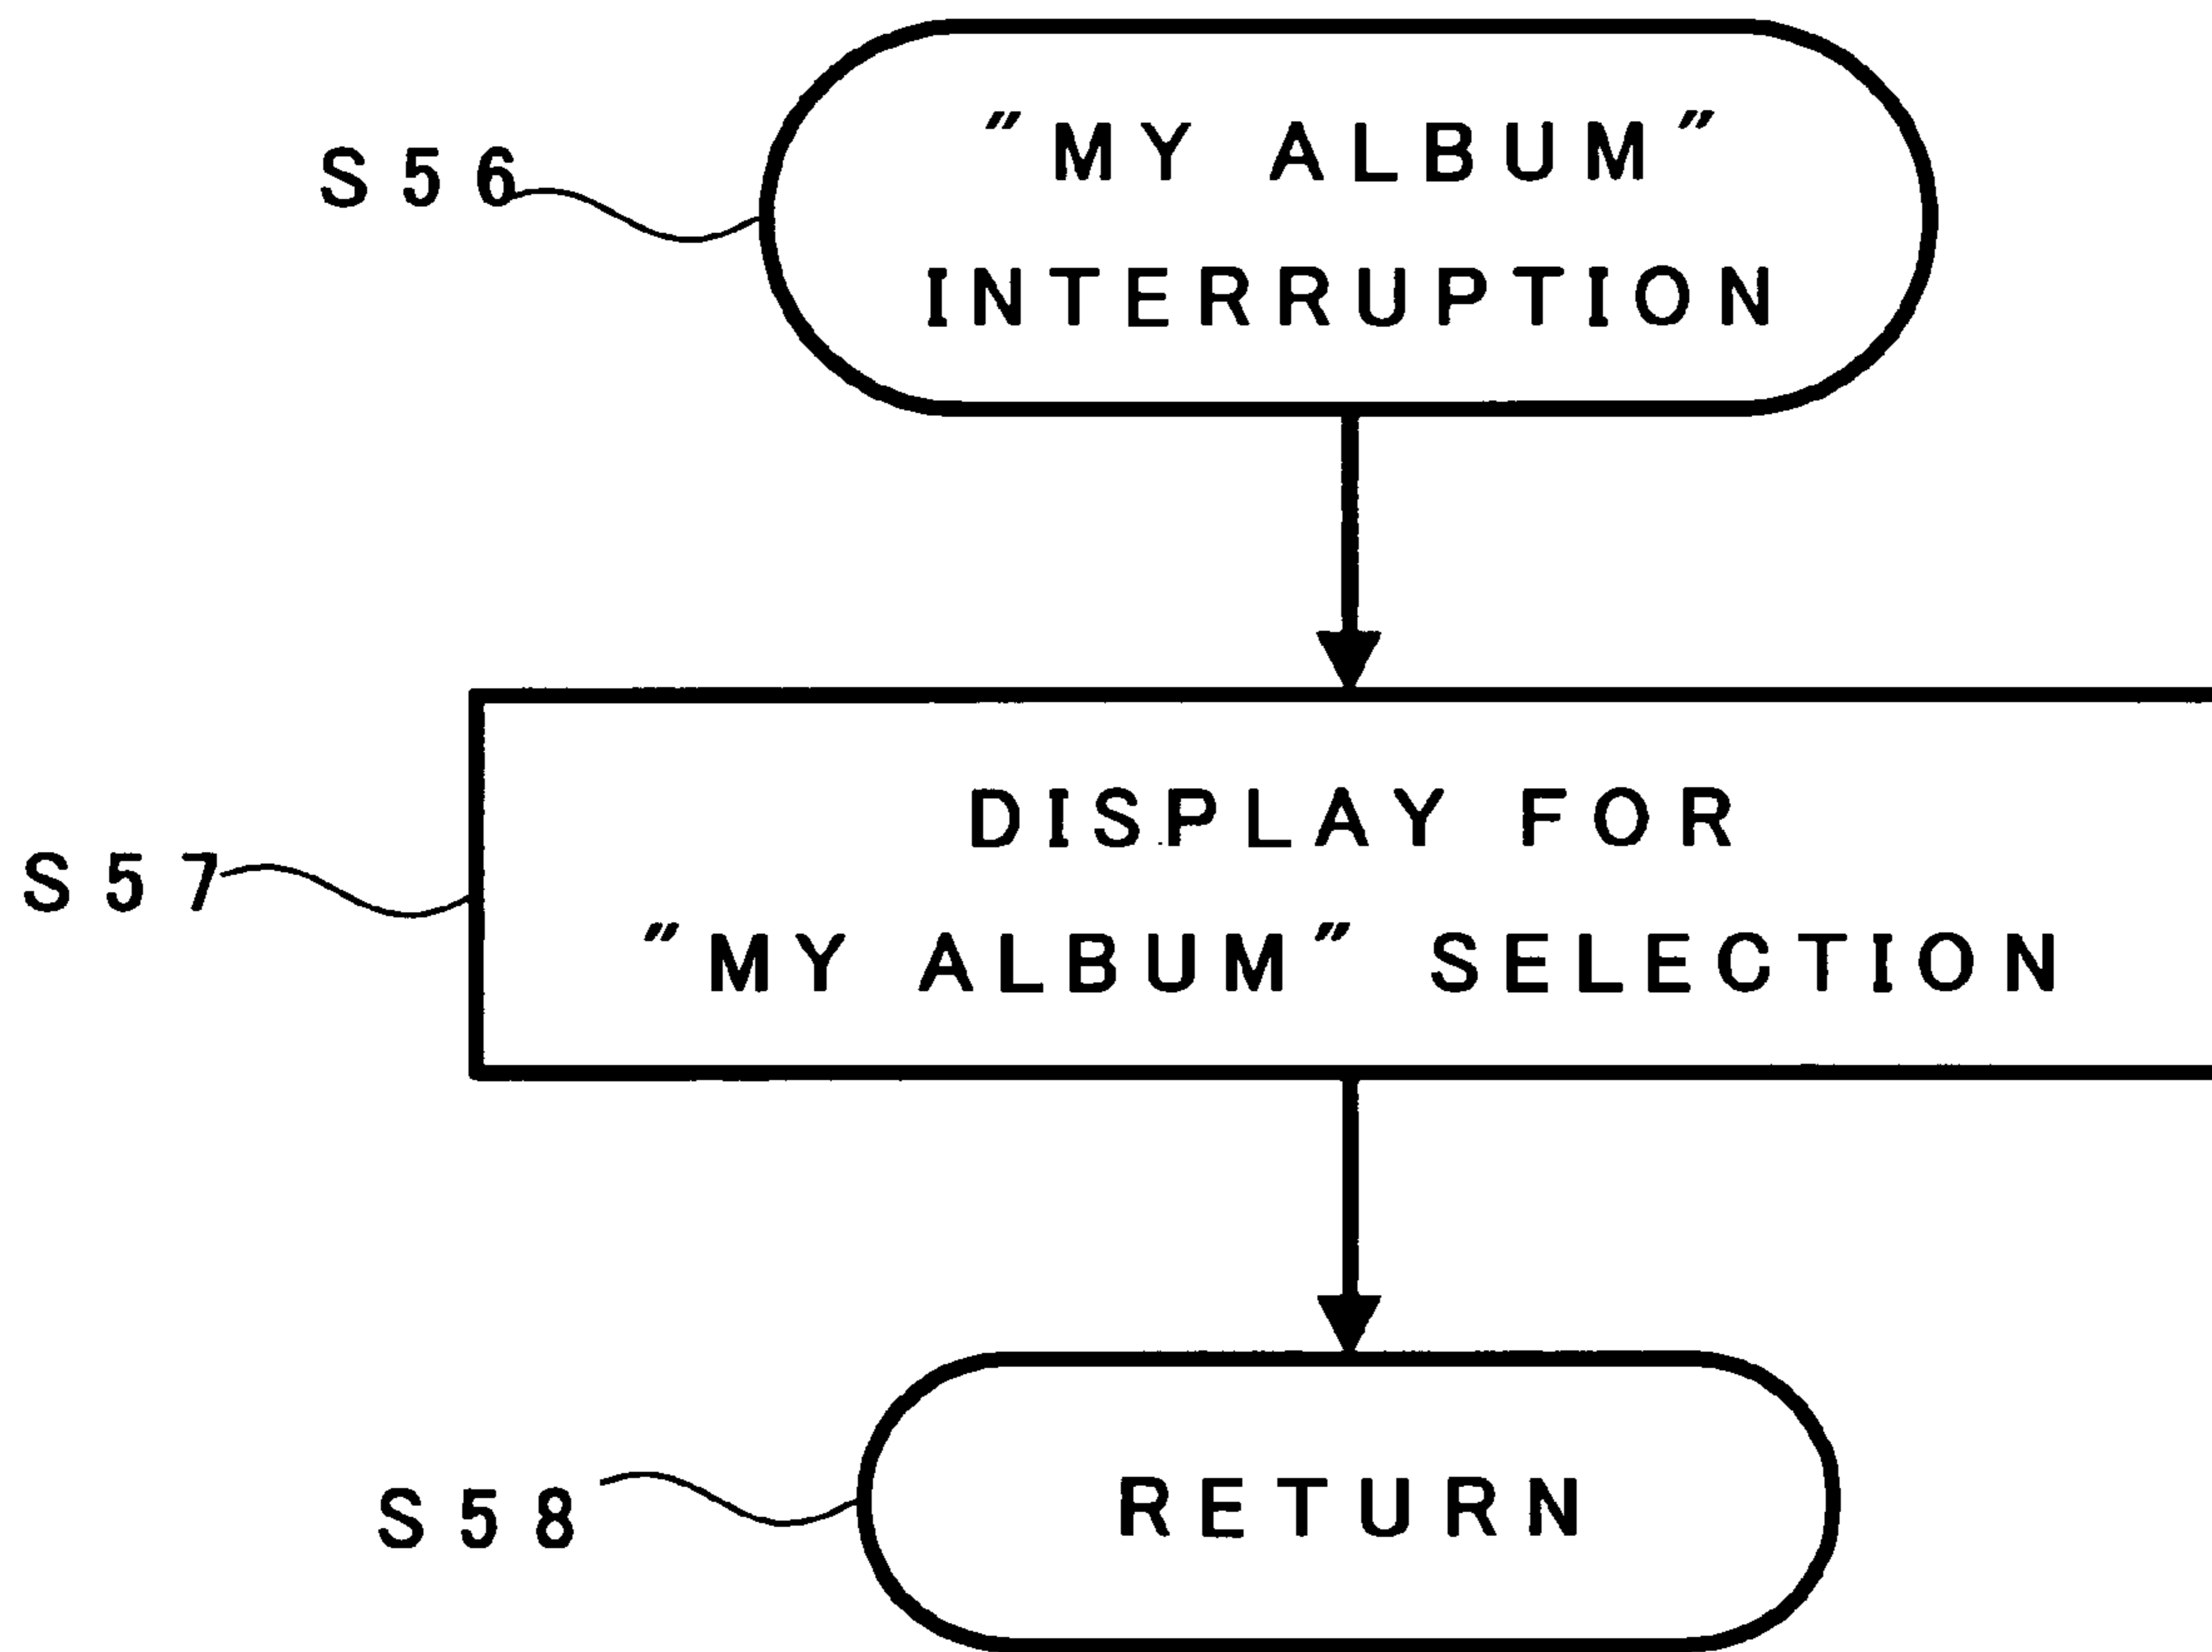 S56
"MY ALBUM"
INTERRUPTION
DISPLAY FOR
S57
"MY ALBUM" SELECTION
S58
RETURN